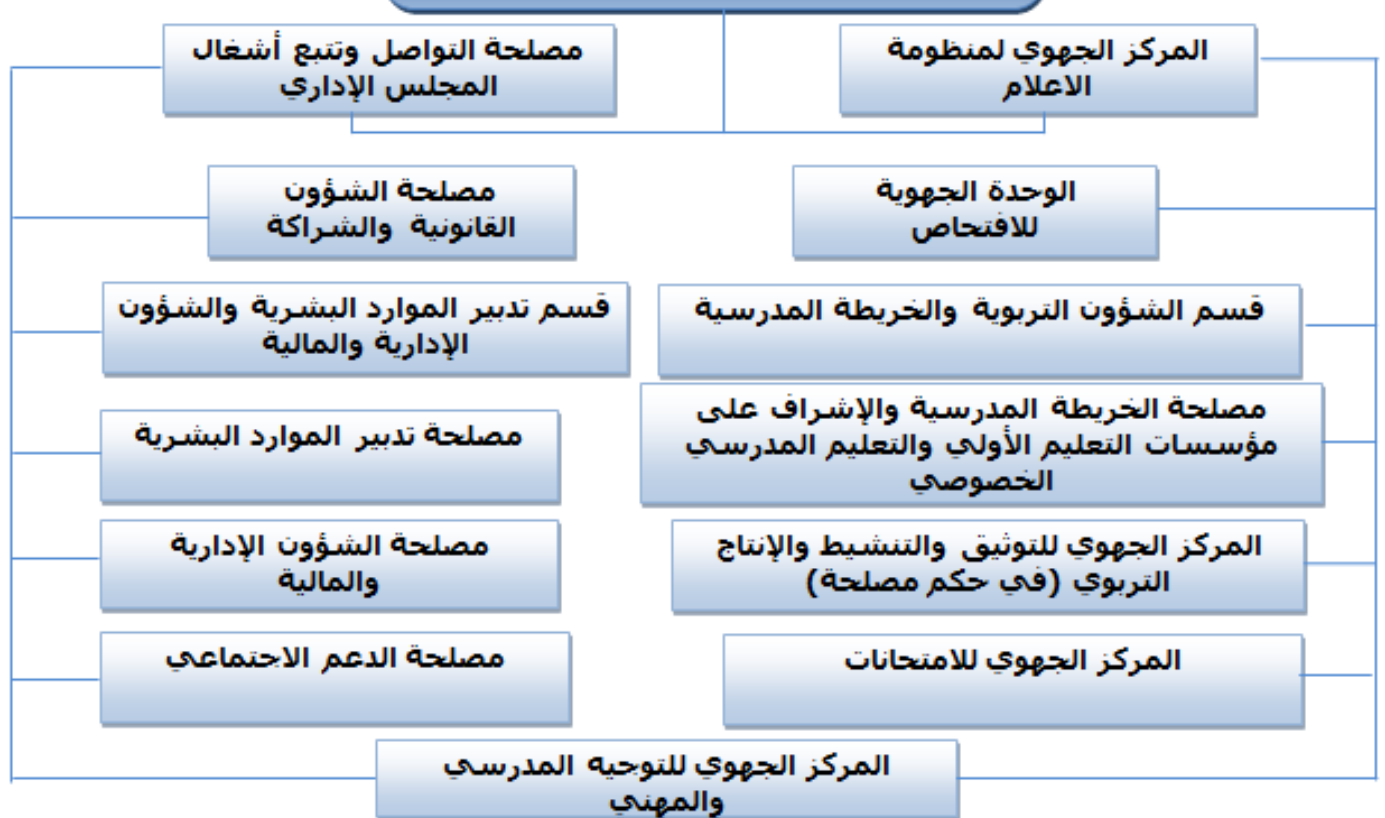 المركز الجهوي لمنظومة
الاعلام
مصلحة التواصل وتتبع أشغال
المجلس الإداري
الوحدة الجهوية
للافتحاص
مصلحة الشؤون
القانونية والشراكة
قسم الشؤون التربوية والخريطة المدرسية
قسم تدبير الموارد البشرية والشؤون
الإدارية والمالية
مصلحة الخريطة المدرسية والإشراف على
مؤسسات التعليم الأولي والتعليم المدرسي
الخصوصي
مصلحة تدبير الموارد البشرية
المركز الجهوي للتوثيق والتنشيط والإنتاج
التربوي (في حكم مصلحة)
مصلحة الشؤون الإدارية
والمالية
المركز الجهوي للامتحانات
مصلحة الدعم الاجتماعي
المركز الجهوي للتوجيه المدرسي
والمهني